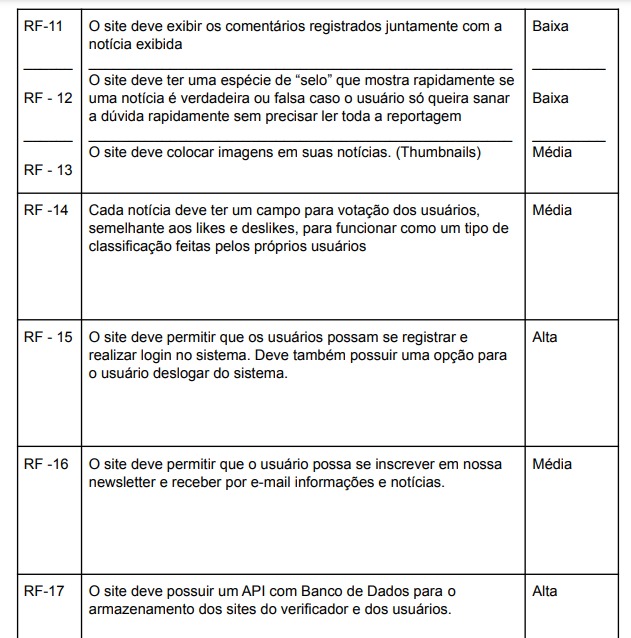 RF-11 O site deve exibir os comentários registrados juntamente com a Baixa
notícia exibida
O site deve ter uma espécie de “selo” que mostra rapidamente se
RF - 12 uma notícia é verdadeira ou falsa caso o usuário só queira sanar Baixa
a dúvida rapidamente sem precisar ler toda a reportagem
O site deve colocar imagens em suas notícias. (Thumbnails) Média
RF - 13
RF -14 Cada notícia deve ter um campo para votação dos usuários, Média
semelhante aos likes e deslikes, para funcionar como um tipo de
classificação feitas pelos próprios usuários
RF - 15 O site deve permitir que os usuários possam se registrar e Alta
realizar login no sistema. Deve também possuir uma opção para
o usuário deslogar do sistema.
RF -16 O site deve permitir que o usuário possa se inscrever em nossa Média
newsletter e receber por e-mail informações e notícias.
RF-17 O site deve possuir um API com Banco de Dados para o Alta
armazenamento dos sites do verificador e dos usuários.